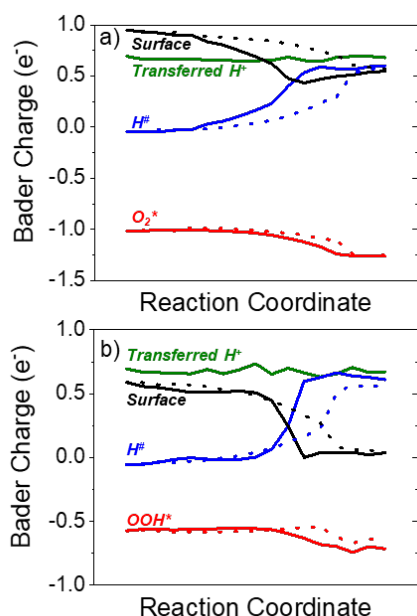 a)
Surface
Transferred H⁺
H#
O₂*
1.0
0.5
0.0
-0.5
-1.0
-1.5
Bader Charge (e⁻)
Reaction Coordinate
b)
Transferred H⁺
Surface
H#
OOH*
1.0
0.5
0.0
-0.5
-1.0
Bader Charge (e⁻)
Reaction Coordinate